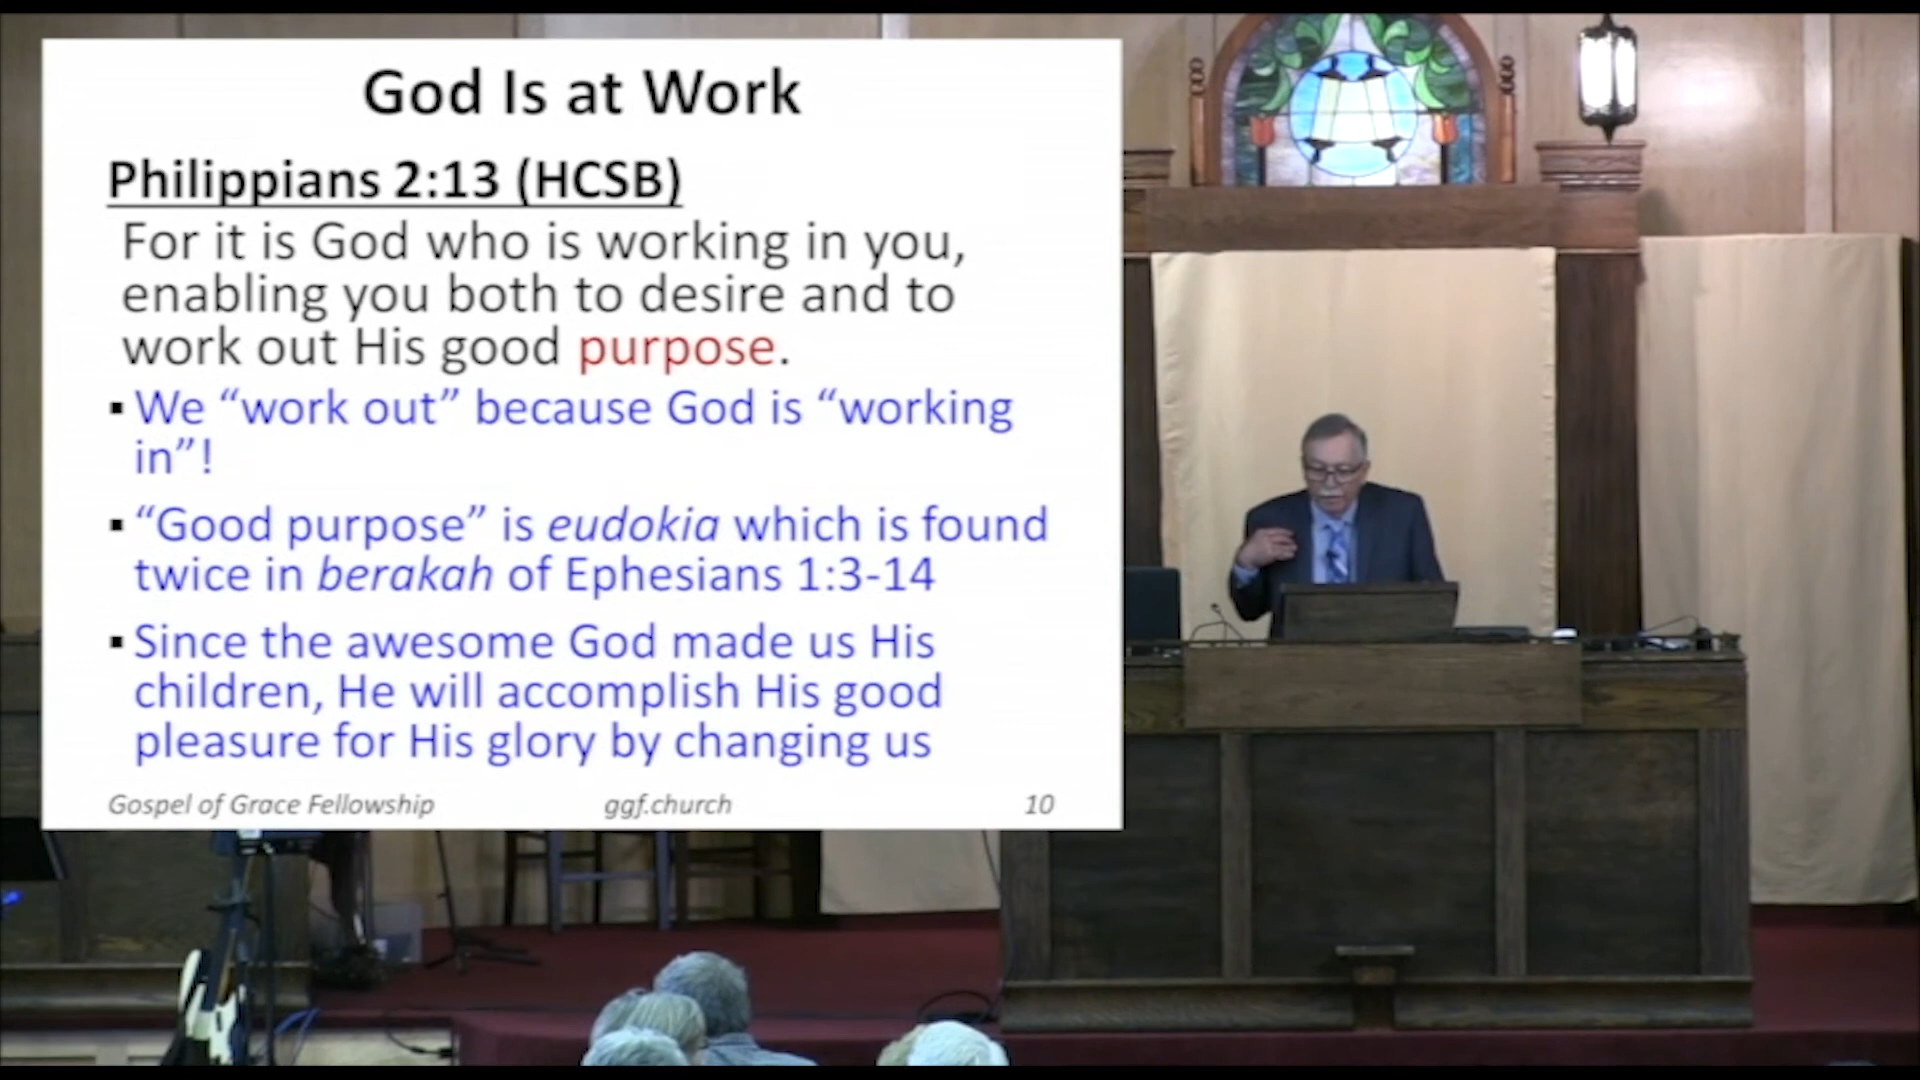 God Is at Work
Philippians 2:13 (HCSB)
For it is God who is working in you,
enabling you both to desire and to
work out His good purpose.
▪ We “work out” because God is “working
in”!
▪ “Good purpose” is eudokia which is found
twice in berakah of Ephesians 1:3-14
▪ Since the awesome God made us His
children, He will accomplish His good
pleasure for His glory by changing us
Gospel of Grace Fellowship ggf.church 10